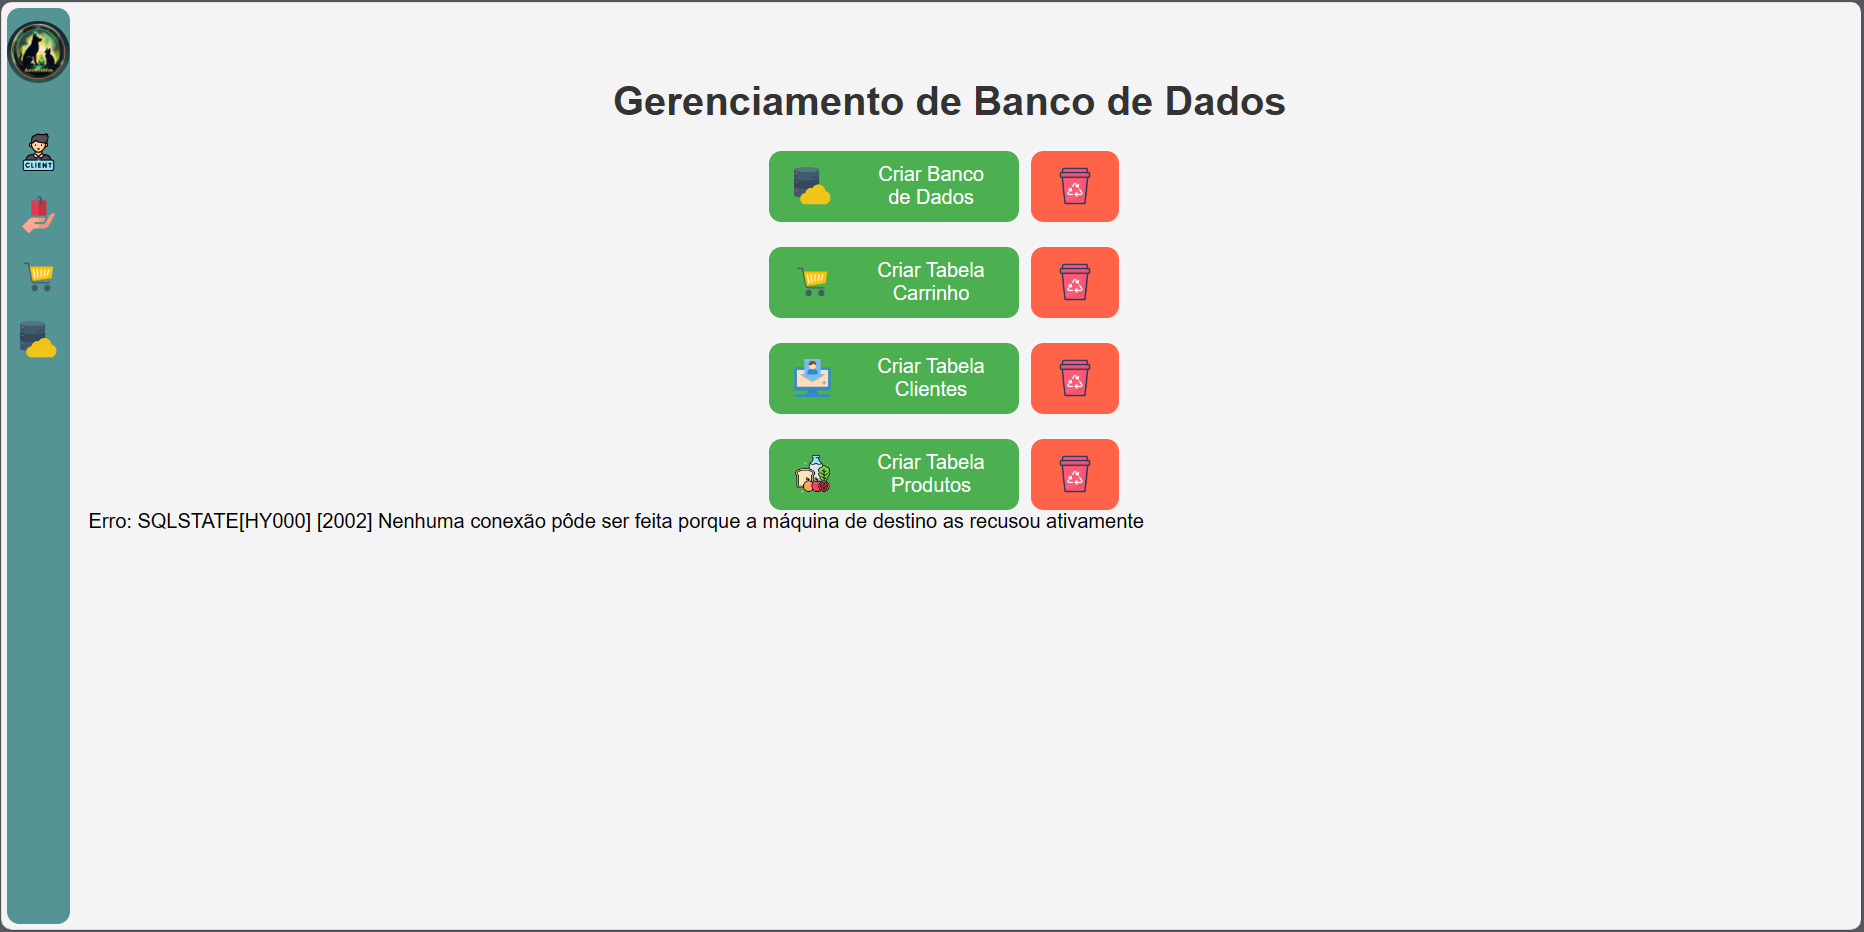 Gerenciamento de Banco de Dados
Criar Banco
de Dados
Criar Tabela
Carrinho
Criar Tabela
Clientes
Criar Tabela
Produtos
Erro: SQLSTATE[HY000] [2002] Nenhuma conexão pôde ser feita porque a máquina de destino as recusou ativamente
CLIENT